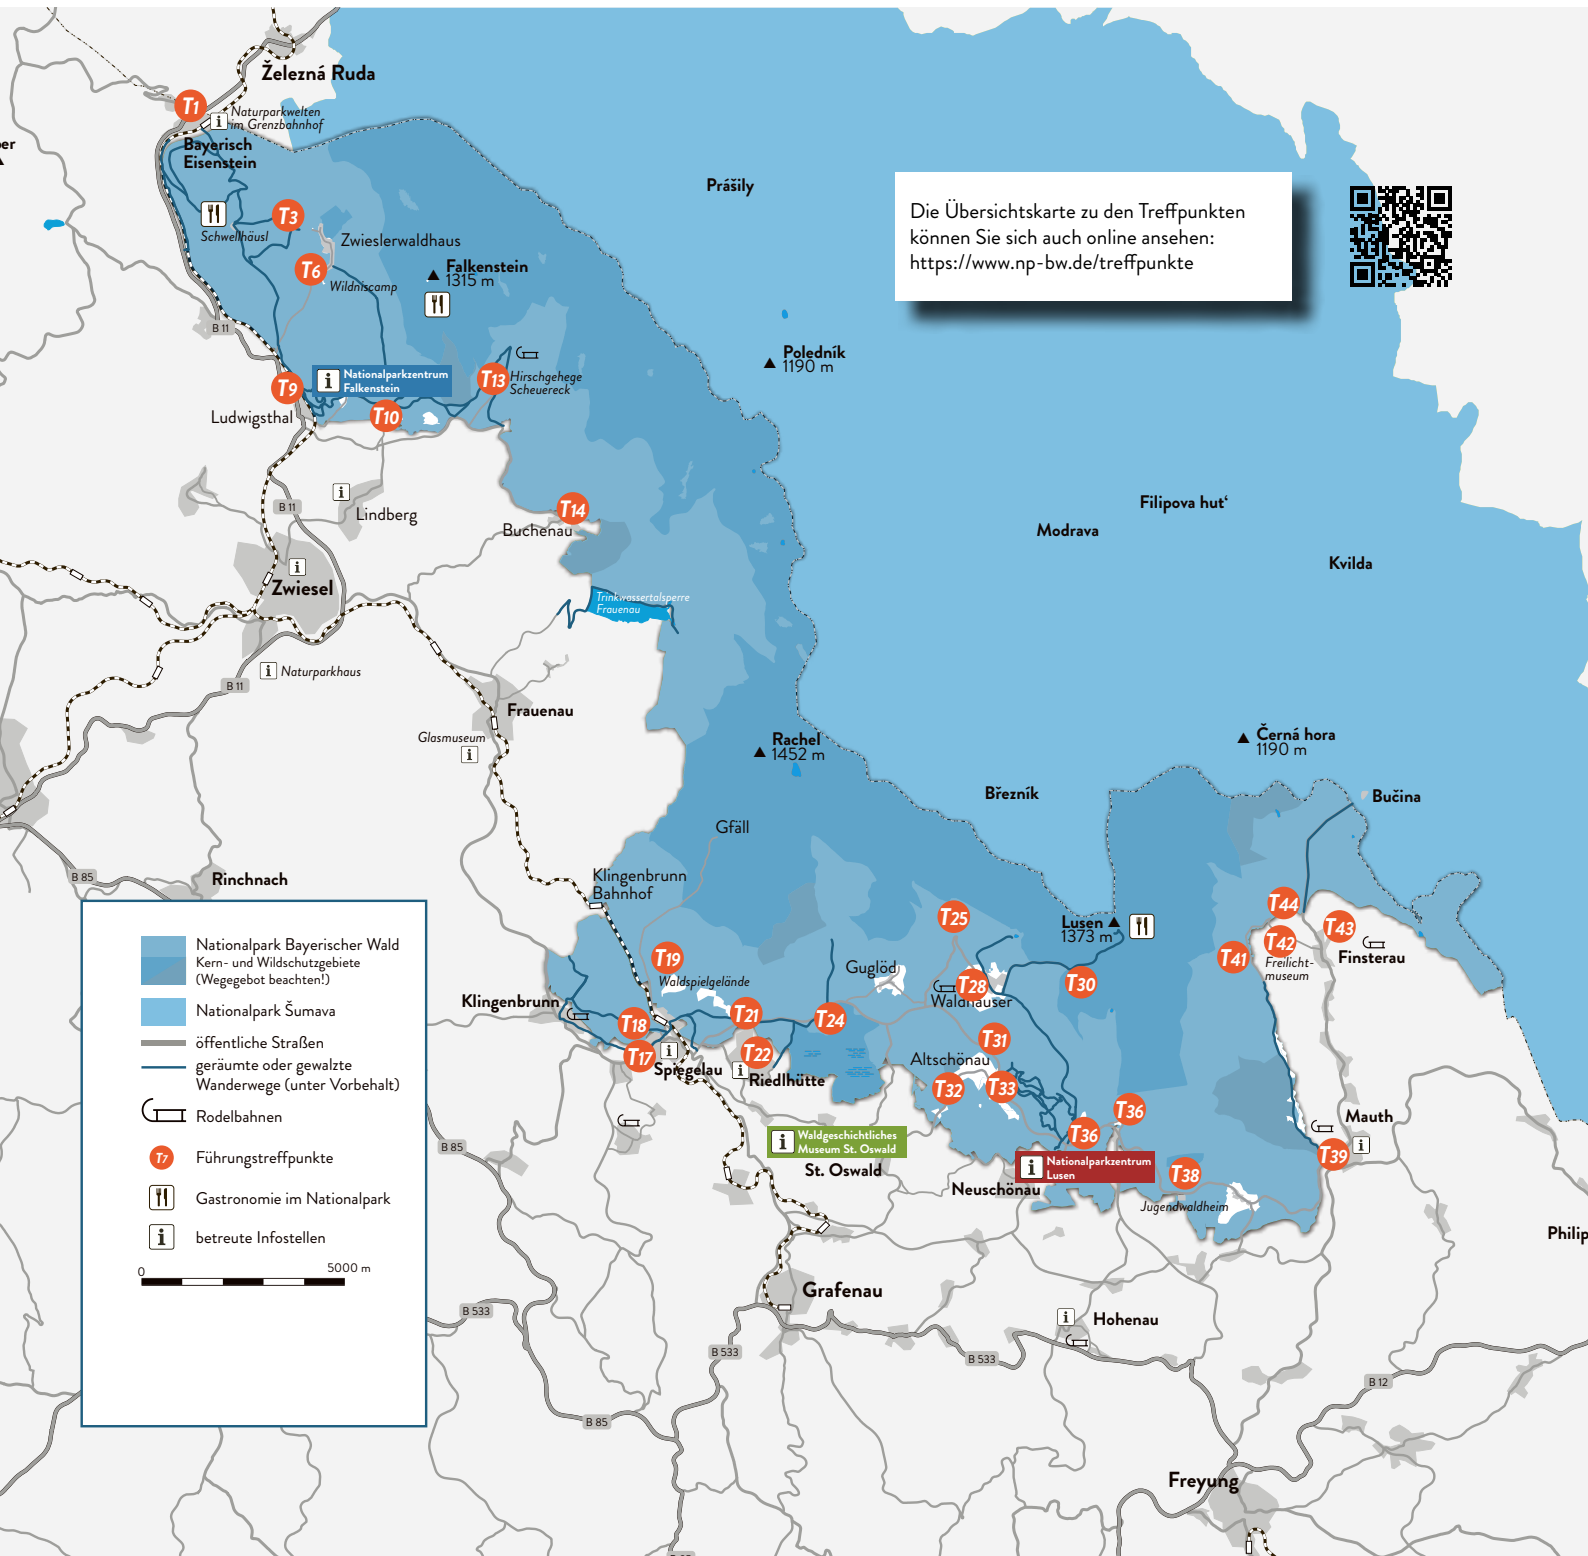 Železná Ruda
T1
Naturparkwelten
im Grenzbahnhof
Bayerisch
Eisenstein
er
Prášily
Die Übersichtskarte zu den Treffpunkten
können Sie sich auch online ansehen:
https://www.np-bw.de/treffpunkte
T3
Schwellhäusl
Zwieslerwaldhaus
T6
Wildniscamp
Falkenstein
1315 m
B 11
Poledník
1190 m
T9
Nationalparkzentrum
Falkenstein
T13
Hirschgehege
Scheuereck
Ludwigsthal
T10
B 11
Lindberg
T14
Buchenau
Filipova hut‘
Modrava
Kvilda
Zwiesel
Trinkwassertalsperre
Frauenau
Naturparkhaus
B 11
Frauenau
Glasmuseum
Rachel
1452 m
Černá hora
1190 m
Březník
Bučina
Gfäll
Klingenbrunn
Bahnhof
B 85
Rinchnach
T44
T25
Lusen
1373 m
T43
T42
T41
Finsterau
Freilicht-
museum
T19
Waldspielgelände
Guglöd
T28
Waldhäuser
T30
Klingenbrunn
T18
T21
T24
T17
Spiegelau
T22
Riedlhütte
T31
Altschönau
T32
T33
T36
T36
Mauth
T39
Waldgeschichtliches
Museum St. Oswald
St. Oswald
Nationalparkzentrum
Lusen
Neuschönau
T38
Jugendwaldheim
Philip
Nationalpark Bayerischer Wald
Kern- und Wildschutzgebiete
(Wegegebot beachten!)
Nationalpark Šumava
öffentliche Straßen
geräumte oder gewalzte
Wanderwege (unter Vorbehalt)
Rodelbahnen
T7
Führungstreffpunkte
Gastronomie im Nationalpark
betreute Infostellen
0
5000 m
B 85
B 533
Grafenau
B 533
B 533
Hohenau
B 12
B 85
Freyung